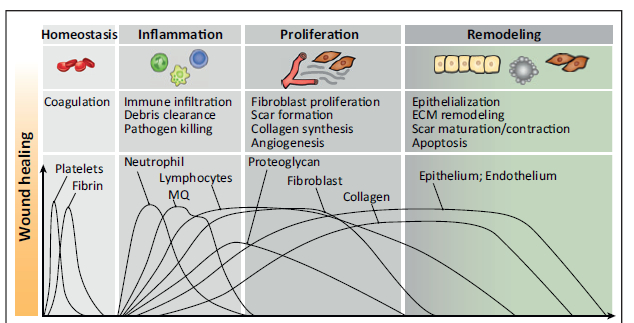 Homeostasis
Inflammation
Proliferation
Remodeling
Coagulation
Immune infiltration
Debris clearance
Pathogen killing
Fibroblast proliferation
Scar formation
Collagen synthesis
Angiogenesis
Epithelialization
ECM remodeling
Scar maturation/contraction
Apoptosis
Wound healing
Platelets
Fibrin
Neutrophil
Lymphocytes
MQ
Proteoglycan
Fibroblast
Collagen
Epithelium; Endothelium